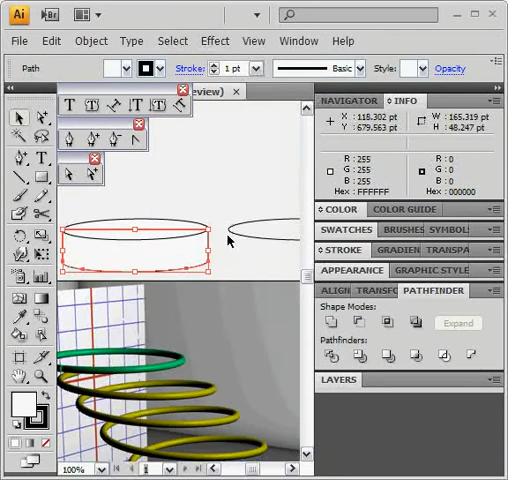 Ai Br
File Edit Object Type Select Effect View Window Help
Path Stroke: 1 pt Basic Style: Opacity
eview) ×
NAVIGATOR INFO
X: 118.302 pt
Y: 679.563 pt
W: 165.319 pt
H: 48.247 pt
R: 255
G: 255
B: 255
Hex: FFFFFF
R: 0
G: 0
B: 0
Hex: 000000
COLOR COLOR GUIDE
SWATCHES BRUSHES SYMBOL
STROKE GRADIEN TRANSPA
APPEARANCE GRAPHIC STYLE
ALIGN TRANSFO PATHFINDER
Shape Modes:
Expand
Pathfinders:
LAYERS
100% 1